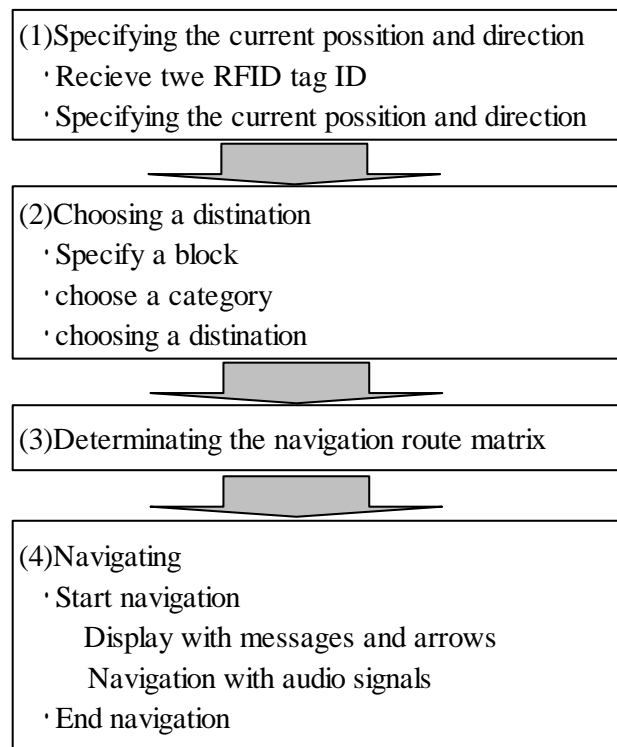 (1)Specifying the current possition and direction
・Recieve twe RFID tag ID
・Specifying the current possition and direction
(2)Choosing a distination
・Specify a block
・choose a category
・choosing a distination
(3)Determinating the navigation route matrix
(4)Navigating
・Start navigation
Display with messages and arrows
Navigation with audio signals
・End navigation